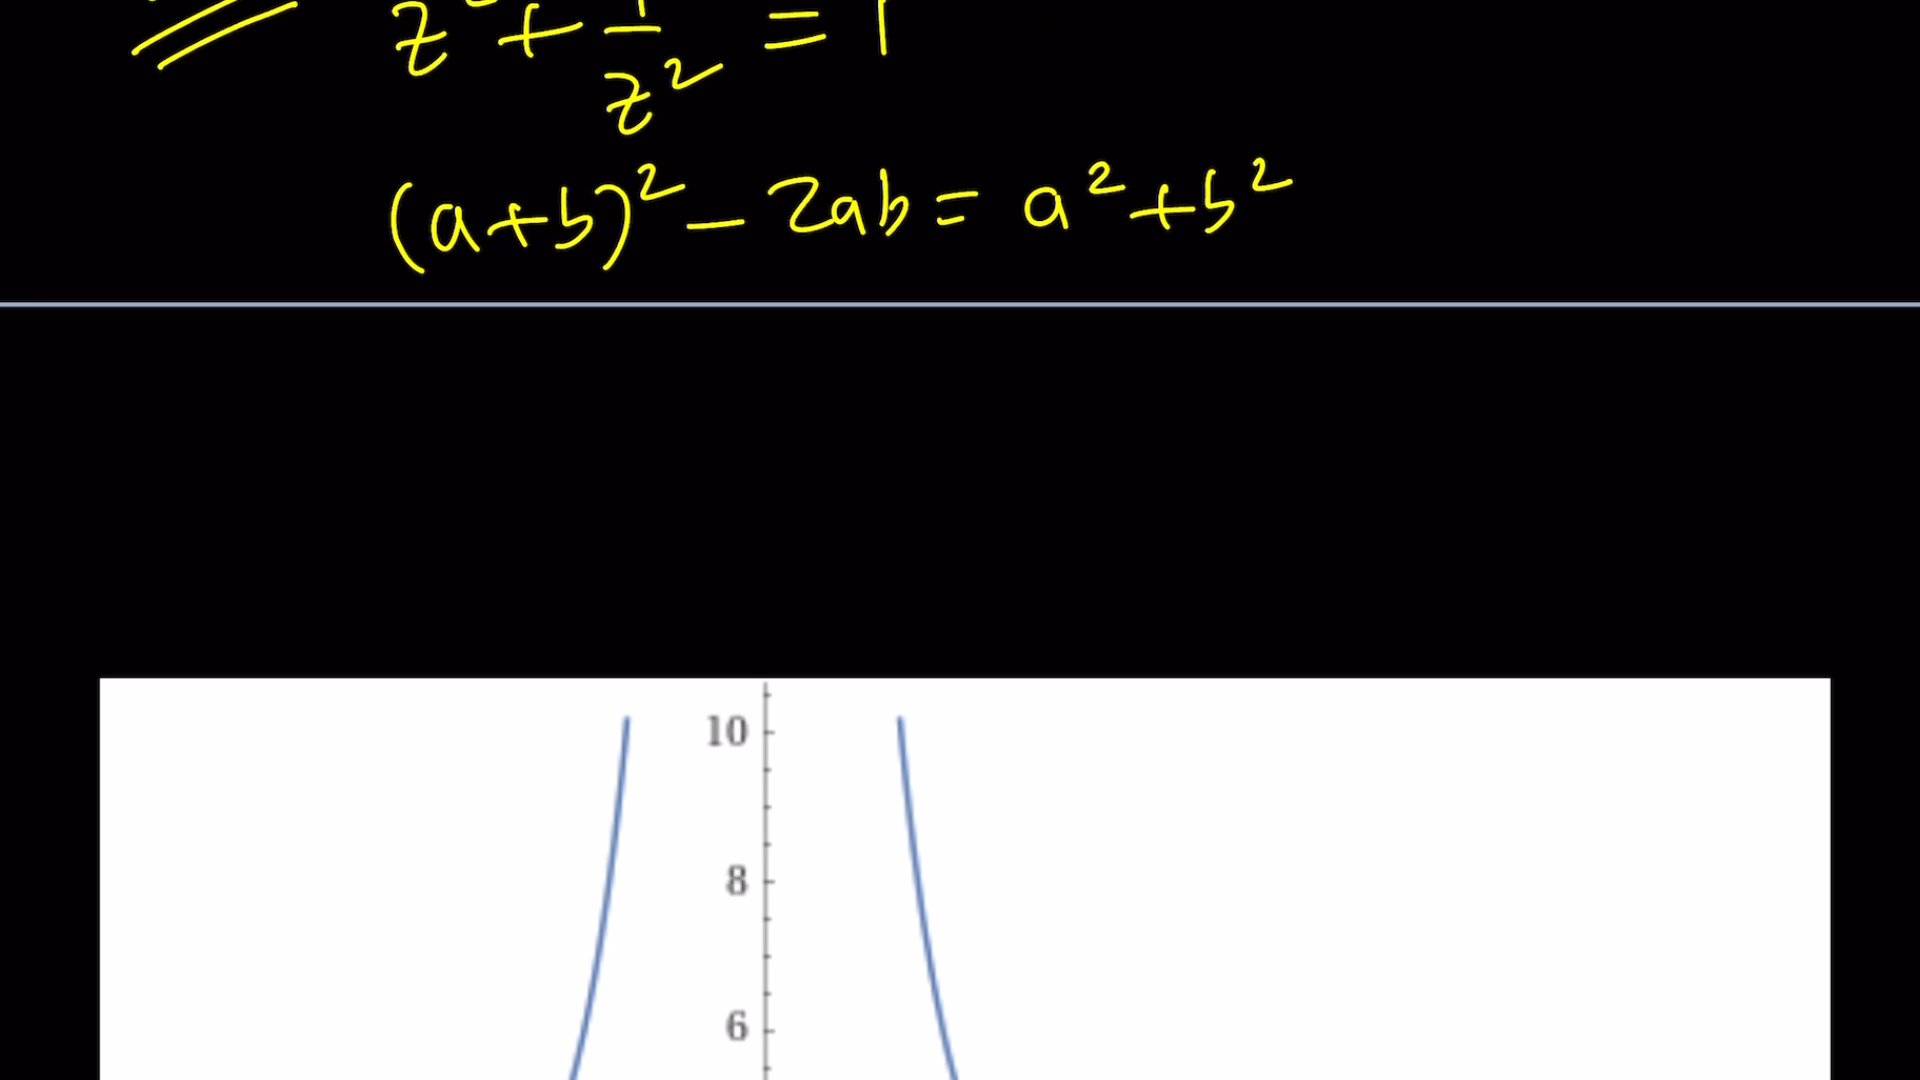 z² + 1/z² = 1
(a+b)² - 2ab = a² + b²
10
8
6